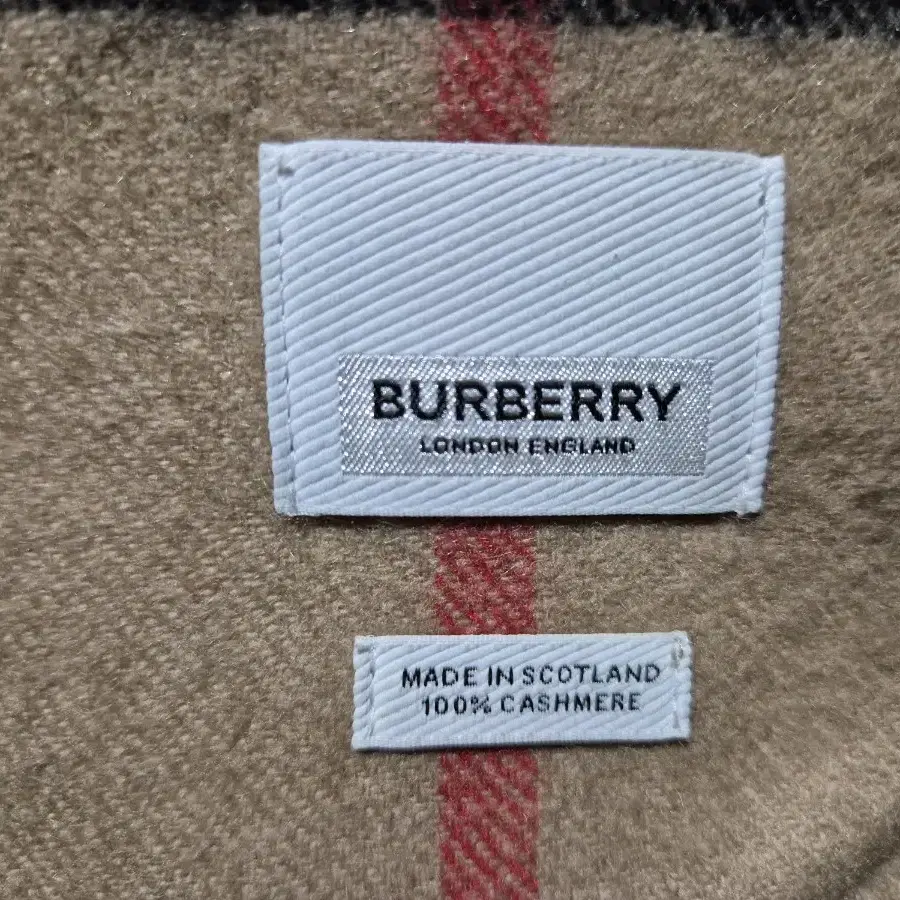 BURBERRY
LONDON ENGLAND
MADE IN SCOTLAND
100% CASHMERE